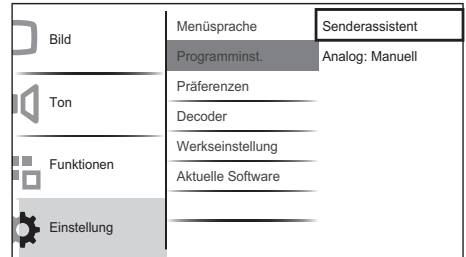 Bild
Ton
Funktionen
Einstellung
Menüsprache
Programminst.
Präferenzen
Decoder
Werkseinstellung
Aktuelle Software
Senderassistent
Analog: Manuell